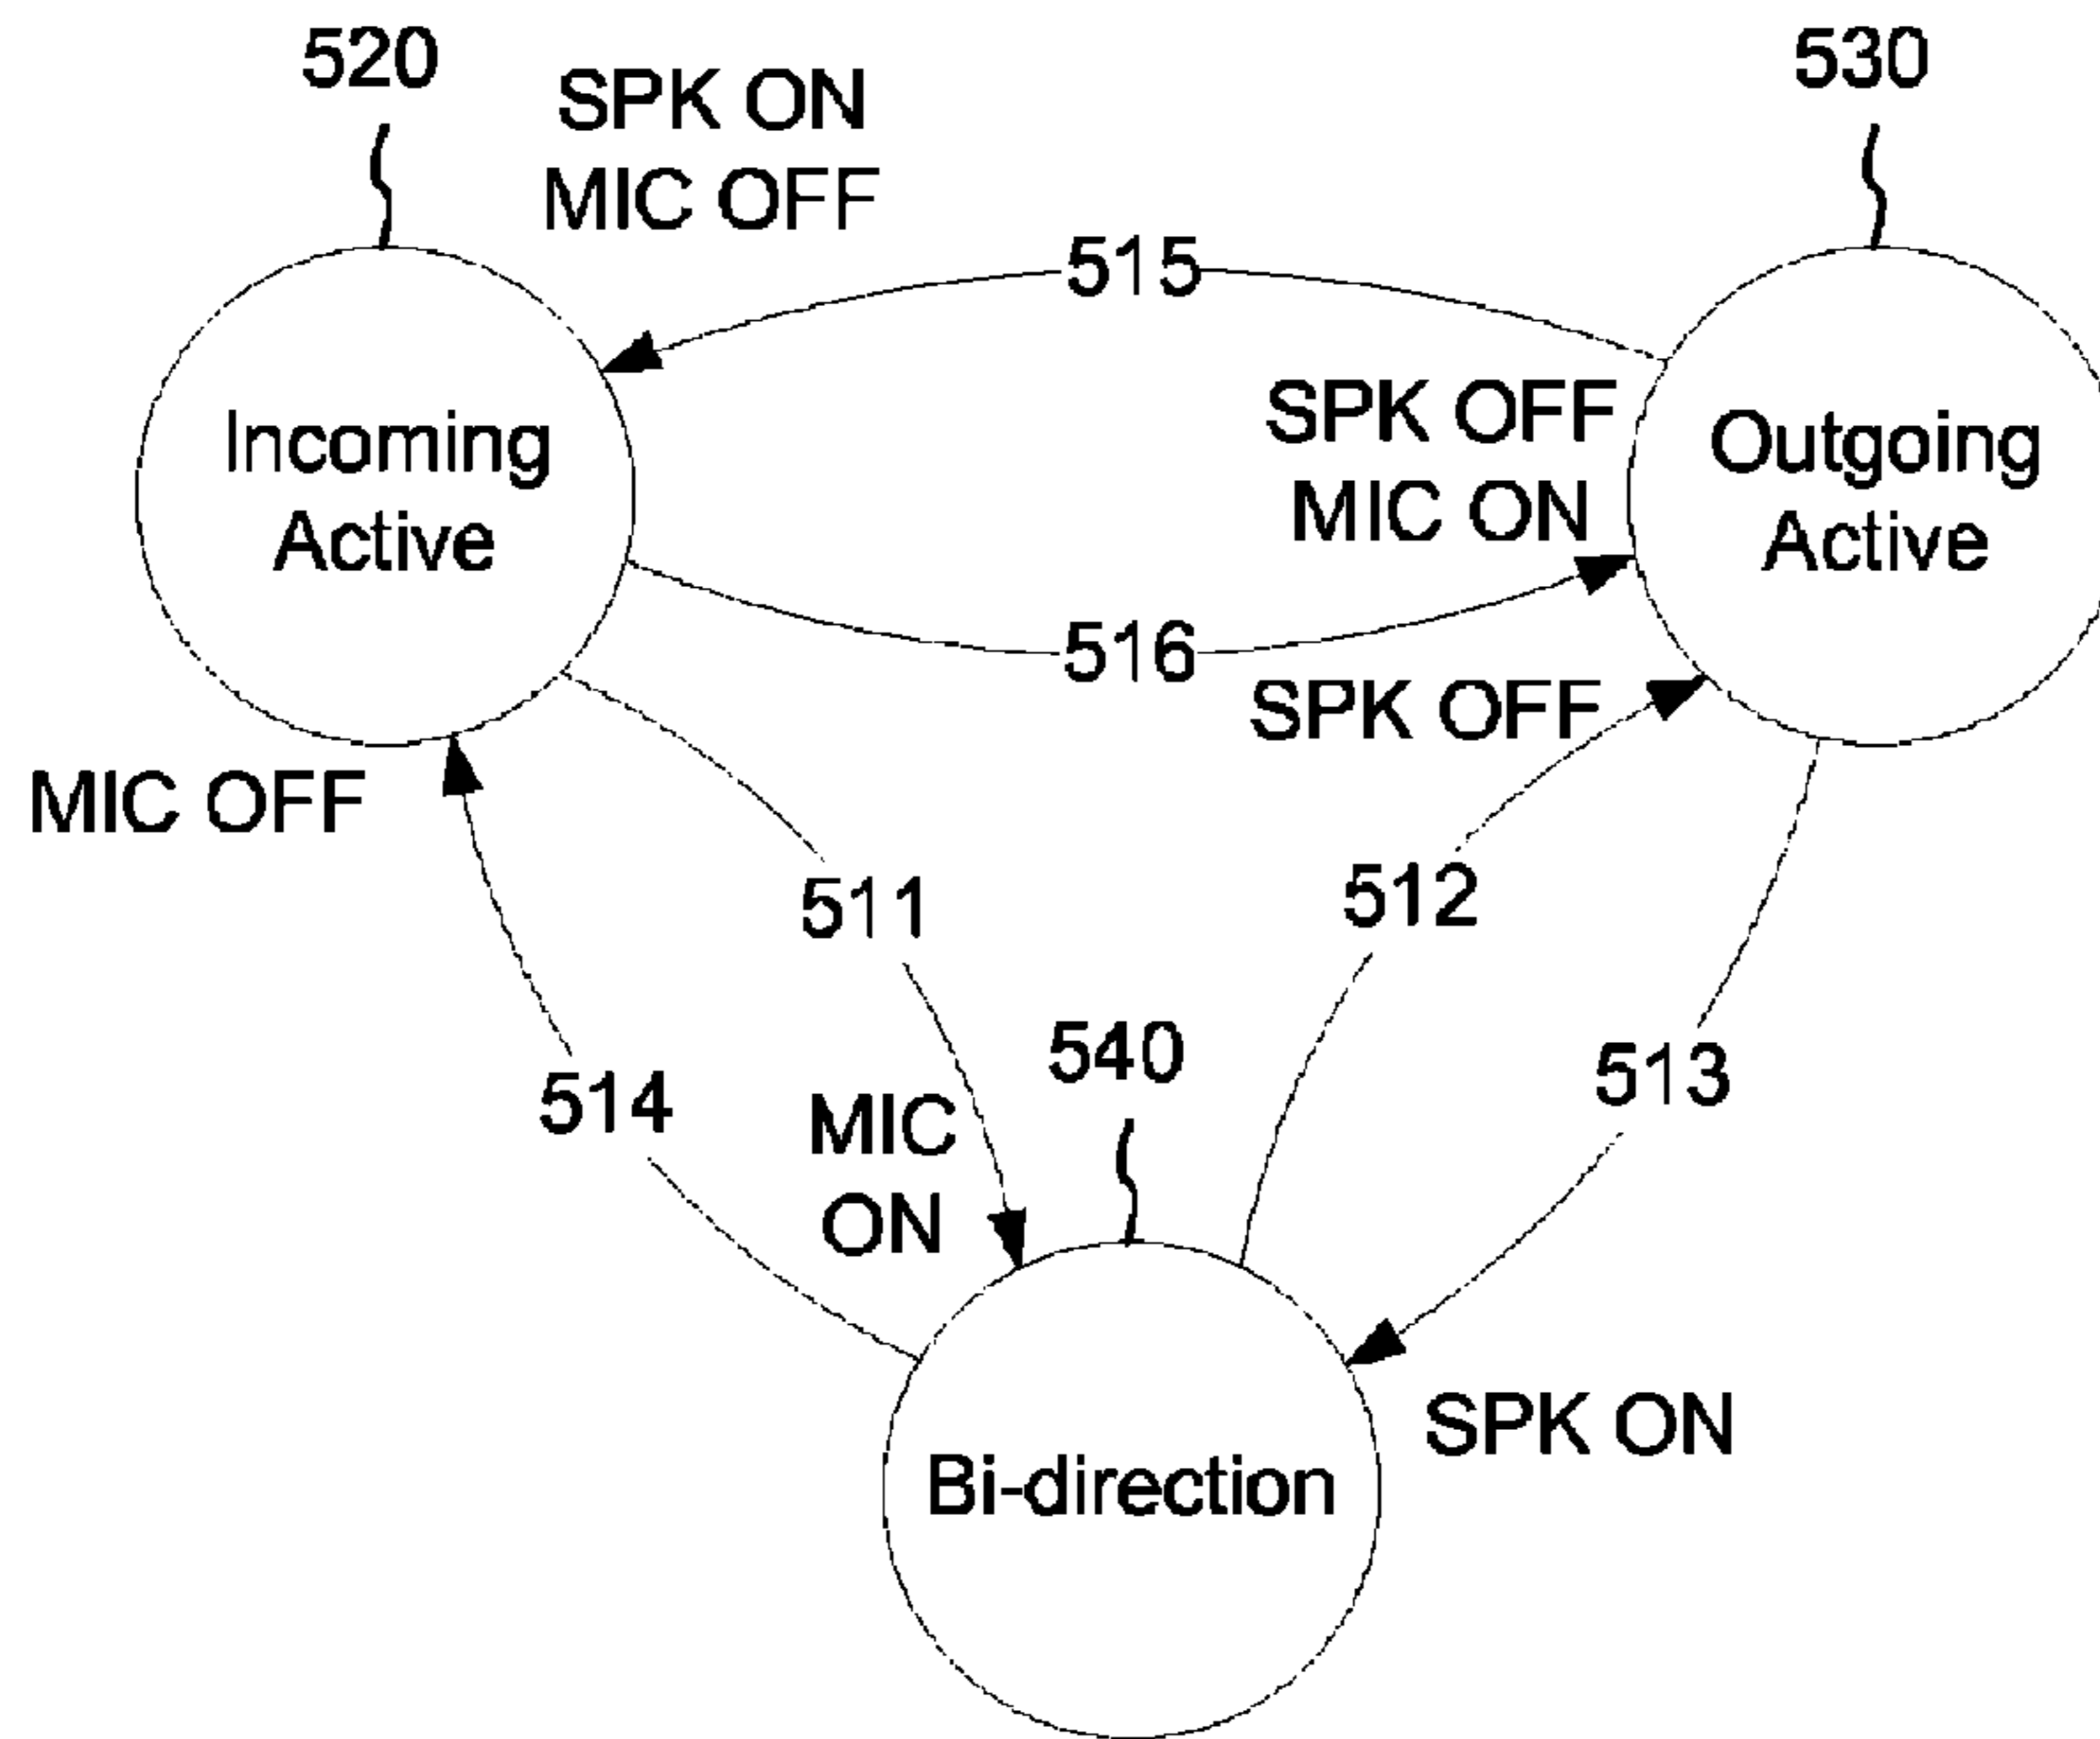 520
530
SPK ON
MIC OFF
515
Incoming
Active
SPK OFF
MIC ON
Outgoing
Active
516
SPK OFF
MIC OFF
511
512
514
540
513
MIC
ON
SPK ON
Bi-direction